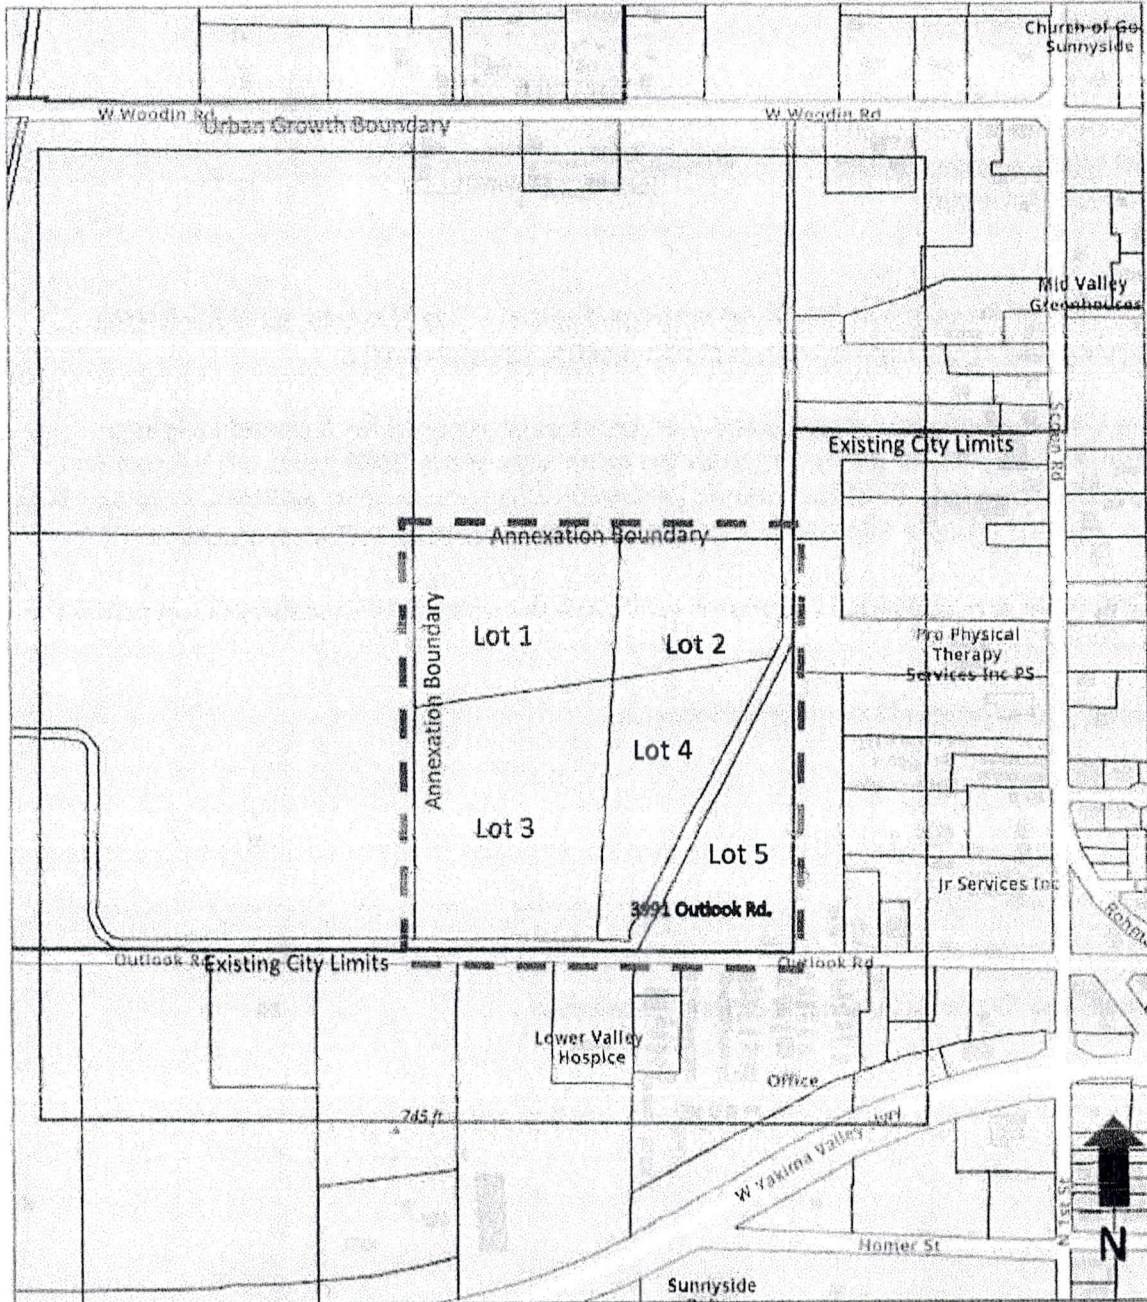 Church of Go
Sunnyside
W Woodin Rd
Urban Growth Boundary
W Woodin Rd
Mid Valley
Greenhouses
Existing City Limits
Annexation Boundary
Annexation Boundary
Lot 1
Lot 2
Pro Physical
Therapy
Services Inc PS
Lot 4
Lot 3
Lot 5
Jr Services Inc
3991 Outlook Rd.
Outlook Rd
Existing City Limits
Outlook Rd
Lower Valley
Hospice
Office
745 ft
W Yakima Valley Hwy
Homer St
N
Sunnyside